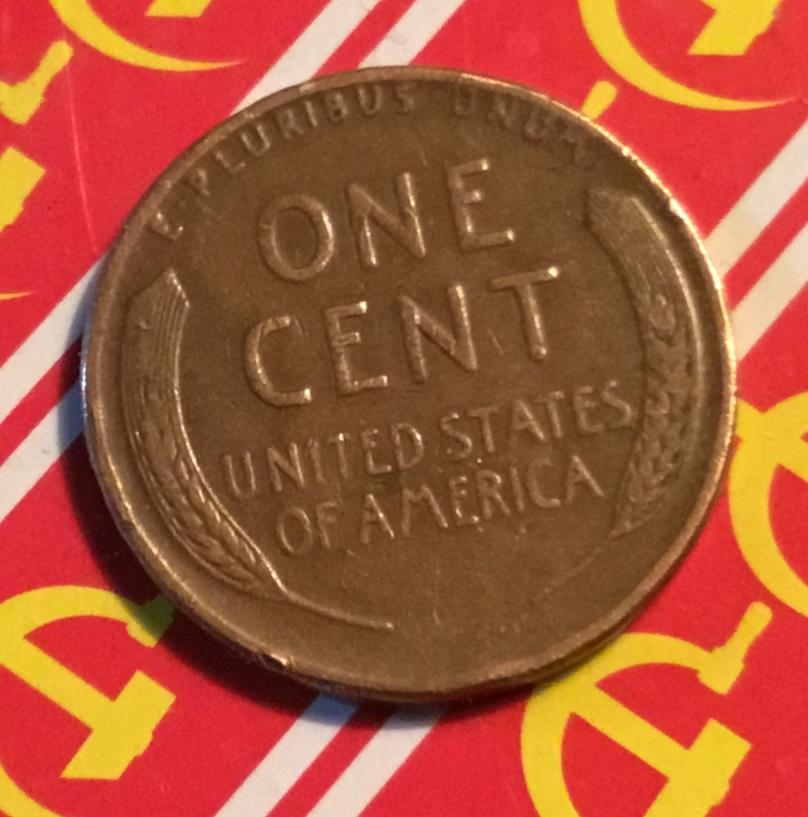 E·PLURIBUS·UNUM
ONE
CENT
UNITED STATES
OF AMERICA